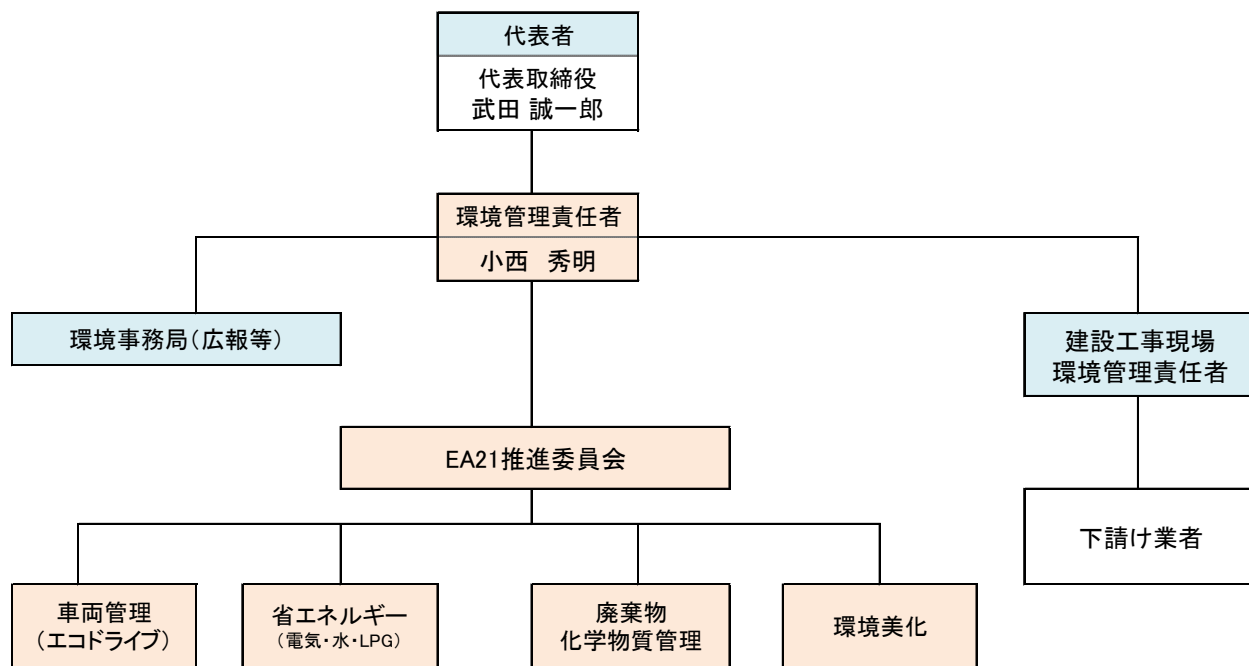 代表者
代表取締役
武田 誠一郎
環境管理責任者
小西　秀明
環境事務局（広報等）
建設工事現場
環境管理責任者
EA21推進委員会
下請け業者
車両管理
（エコドライブ）
省エネルギー
（電気・水・LPG）
廃棄物
化学物質管理
環境美化